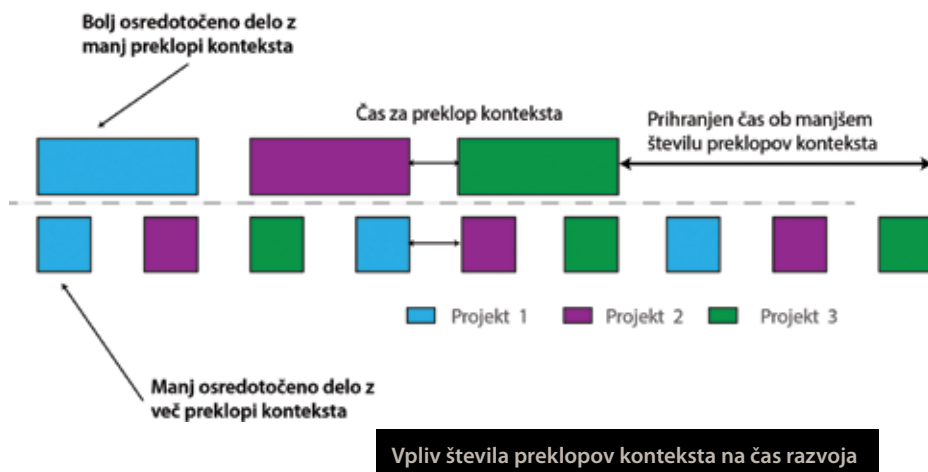 Bolj osredotočeno delo z
manj preklopi konteksta
Čas za preklop konteksta
Prihranjen čas ob manjšem
številu preklopov konteksta
Projekt 1
Projekt 2
Projekt 3
Manj osredotočeno delo z
več preklopi konteksta
Vpliv števila preklopov konteksta na čas razvoja